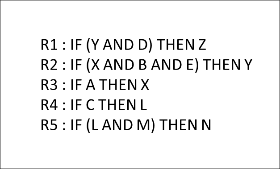 R1 : IF (Y AND D) THEN Z
R2 : IF (X AND B AND E) THEN Y
R3 : IF A THEN X
R4 : IF C THEN L
R5 : IF (L AND M) THEN N